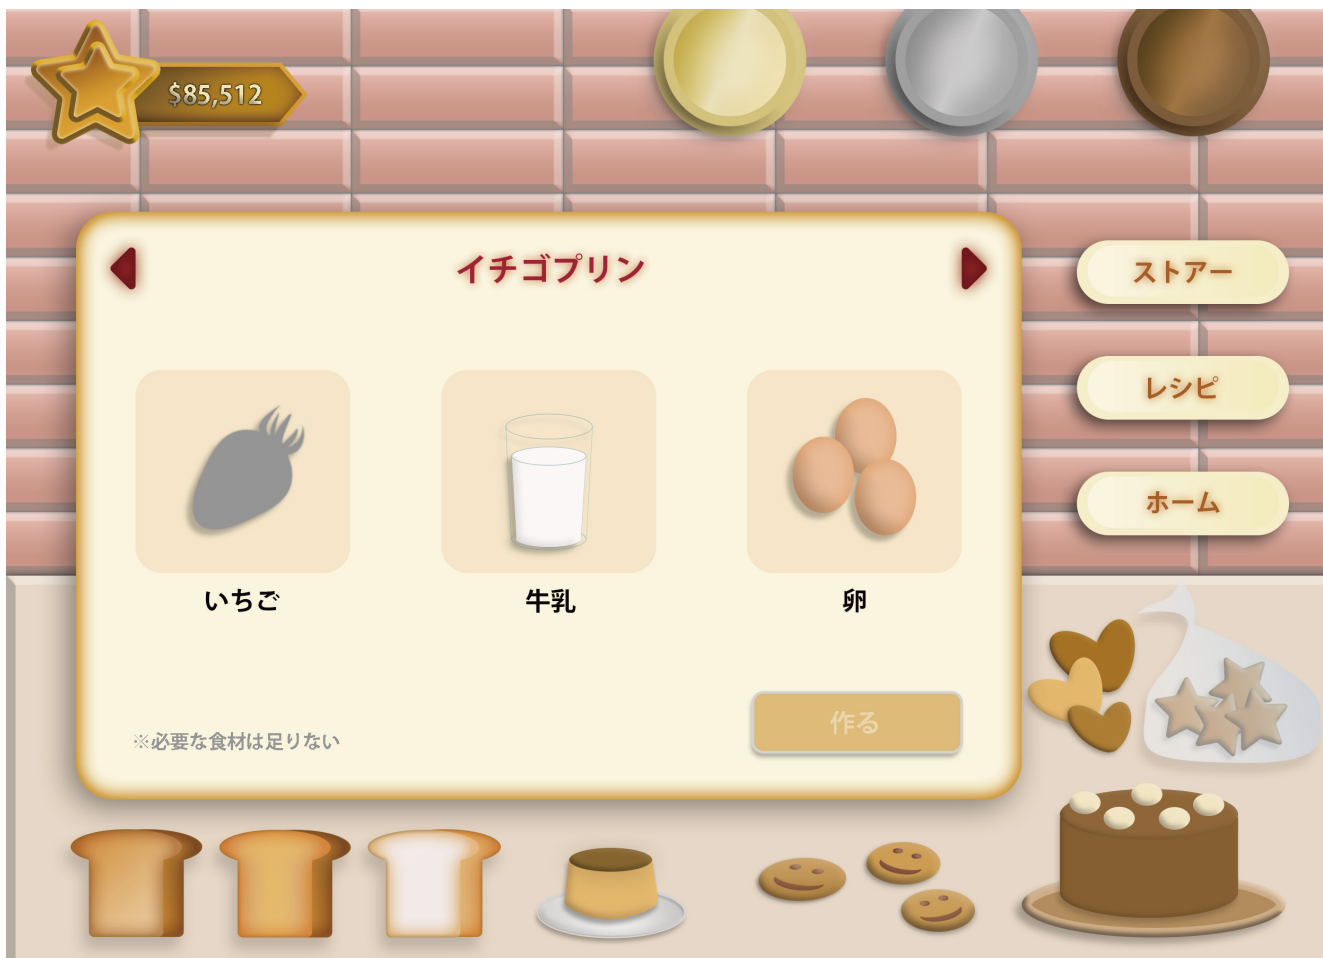 $85,512
イチゴプリン
ストアー
レシピ
ホーム
いちご
牛乳
卵
※必要な食材は足りない
作る